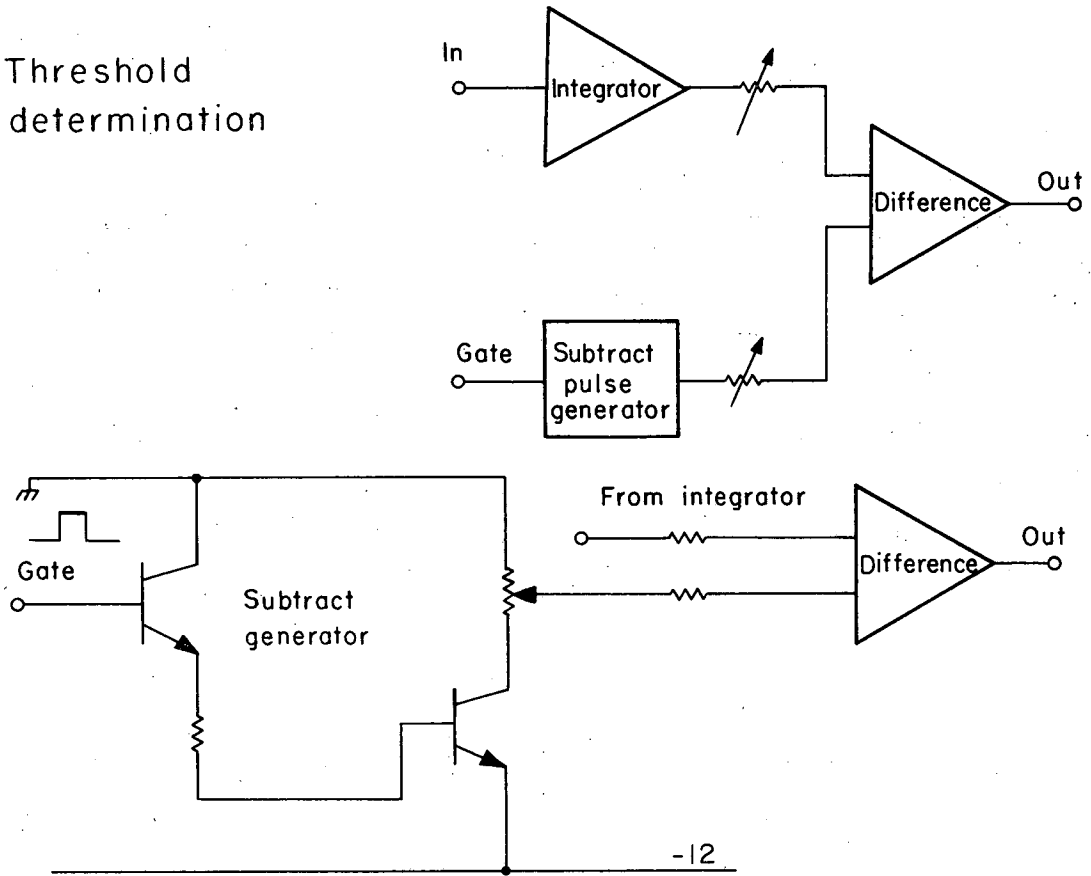 Threshold
determination
In
Integrator
Difference
Out
Gate
Subtract
pulse
generator
From integrator
Difference
Out
Gate
Subtract
generator
-12